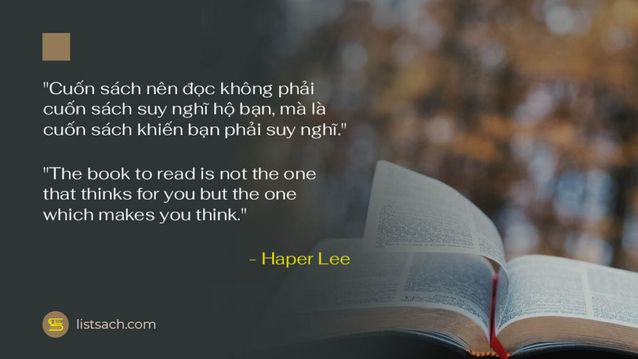 "Cuốn sách nên đọc không phải
cuốn sách suy nghĩ hộ bạn, mà là
cuốn sách khiến bạn phải suy nghĩ."
"The book to read is not the one
that thinks for you but the one
which makes you think."
- Haper Lee
listsach.com